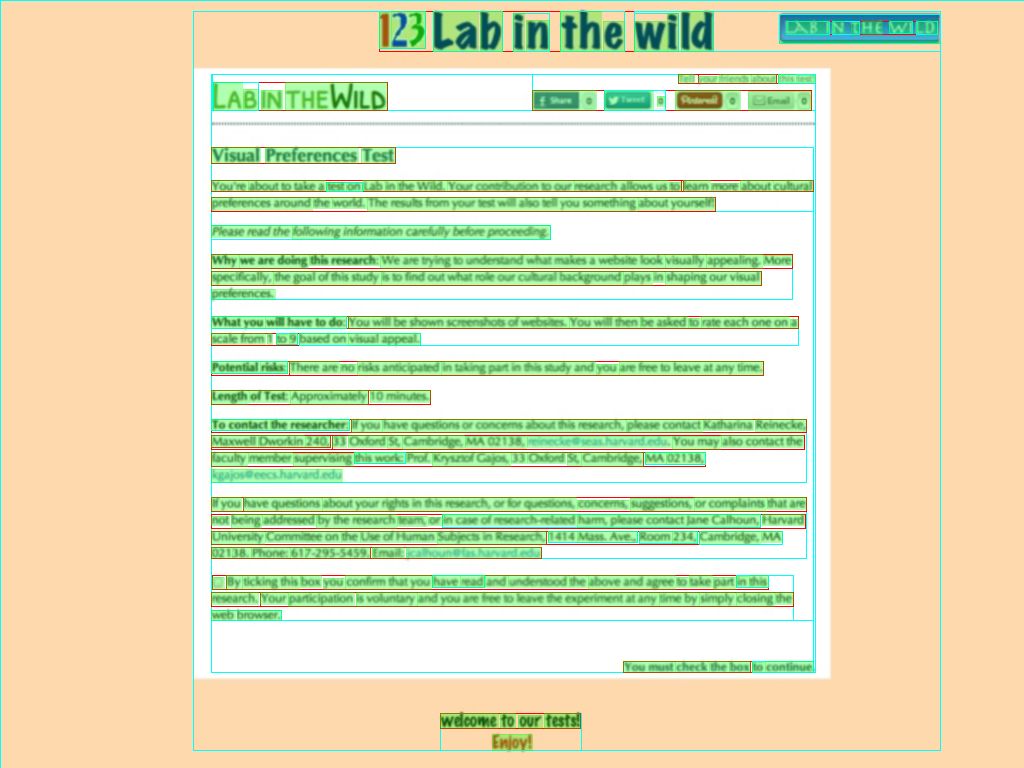 123 Lab in the wild
LAB IN THE WILD
Tell your friends about this test!
LAB IN THE WILD
Share 0 Tweet 0 Pinterest 0 Email 0
Visual Preferences Test
You're about to take a test on Lab in the Wild. Your contribution to our research allows us to learn more about cultural
preferences around the world. The results from your test will also tell you something about yourself!
Please read the following information carefully before proceeding.
Why we are doing this research: We are trying to understand what makes a website look visually appealing. More
specifically, the goal of this study is to find out what role our cultural background plays in shaping our visual
preferences.
What you will have to do: You will be shown screenshots of websites. You will then be asked to rate each one on a
scale from 1 to 9 based on visual appeal.
Potential risks: There are no risks anticipated in taking part in this study and you are free to leave at any time.
Length of Test: Approximately 10 minutes.
To contact the researcher: If you have questions or concerns about this research, please contact Katharina Reinecke,
Maxwell Dworkin 240, 33 Oxford St, Cambridge, MA 02138, reinecke@seas.harvard.edu. You may also contact the
faculty member supervising this work: Prof. Krysztof Gajos, 33 Oxford St, Cambridge, MA 02138,
kgajos@eecs.harvard.edu
If you have questions about your rights in this research, or for questions, concerns, suggestions, or complaints that are
not being addressed by the research team, or in case of research-related harm, please contact Jane Calhoun, Harvard
University Committee on the Use of Human Subjects in Research, 1414 Mass. Ave., Room 234, Cambridge, MA
02138. Phone: 617-295-5459. Email: jcalhoun@fas.harvard.edu
By ticking this box you confirm that you have read and understood the above and agree to take part in this
research. Your participation is voluntary and you are free to leave the experiment at any time by simply closing the
web browser.
You must check the box to continue.
welcome to our tests!
Enjoy!